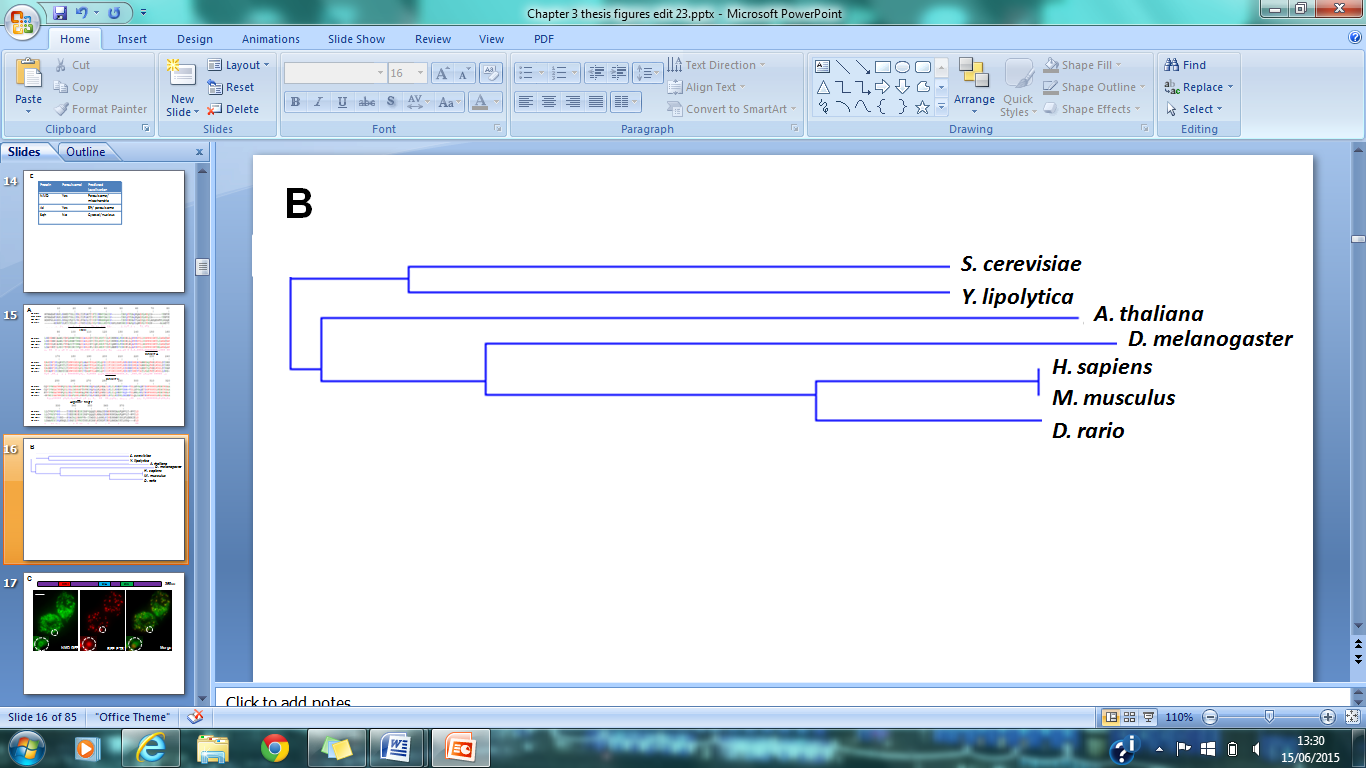 Chapter 3 thesis figures edit 23.pptx - Microsoft PowerPoint
Home Insert Design Animations Slide Show Review View PDF
Paste
Cut
Copy
Format Painter
Clipboard
New Slide
Layout
Reset
Delete
Slides
16
B I U abc S AV Aa A
Font
Paragraph
Text Direction
Align Text
Convert to SmartArt
Arrange
Quick Styles
Shape Fill
Shape Outline
Shape Effects
Drawing
Find
Replace
Select
Editing
Slides Outline x
14
E
15
A
16
B
17
C
Merge
B
S. cerevisiae
Y. lipolytica
A. thaliana
D. melanogaster
H. sapiens
M. musculus
D. rario
Click to add notes
Slide 16 of 85 "Office Theme" 110%
13:30
15/06/2015